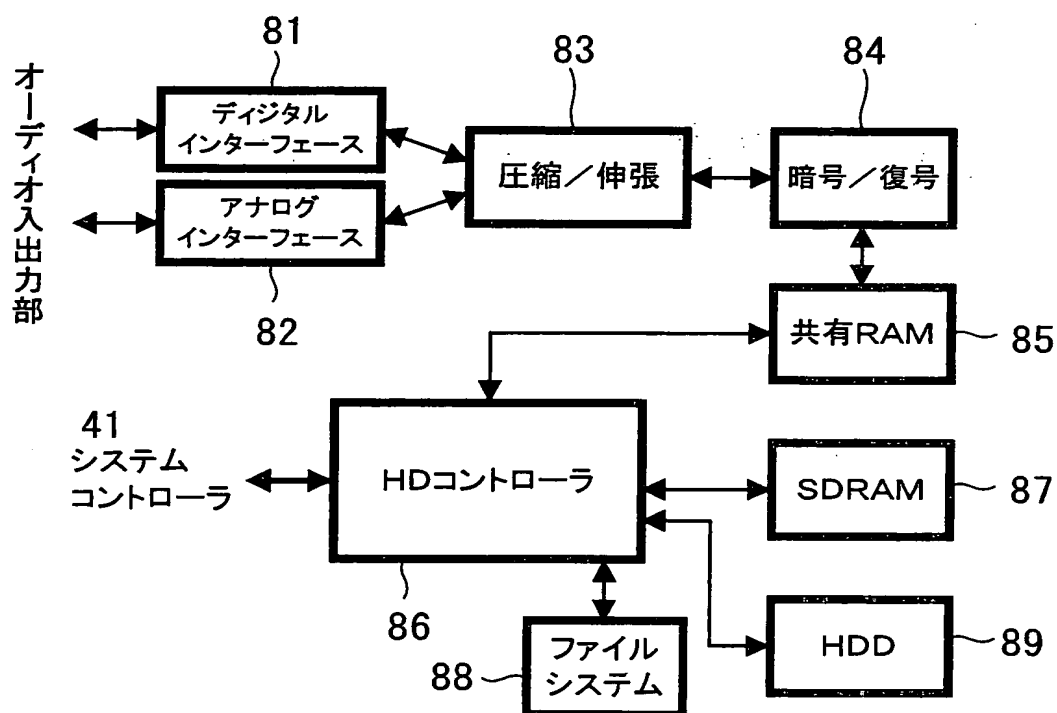 81
83
84
オーディオ入出力部
ディジタル
インターフェース
圧縮／伸張
暗号／復号
アナログ
インターフェース
82
共有RAM
85
41
システム
コントローラ
HDコントローラ
SDRAM
87
86
88
ファイル
システム
HDD
89